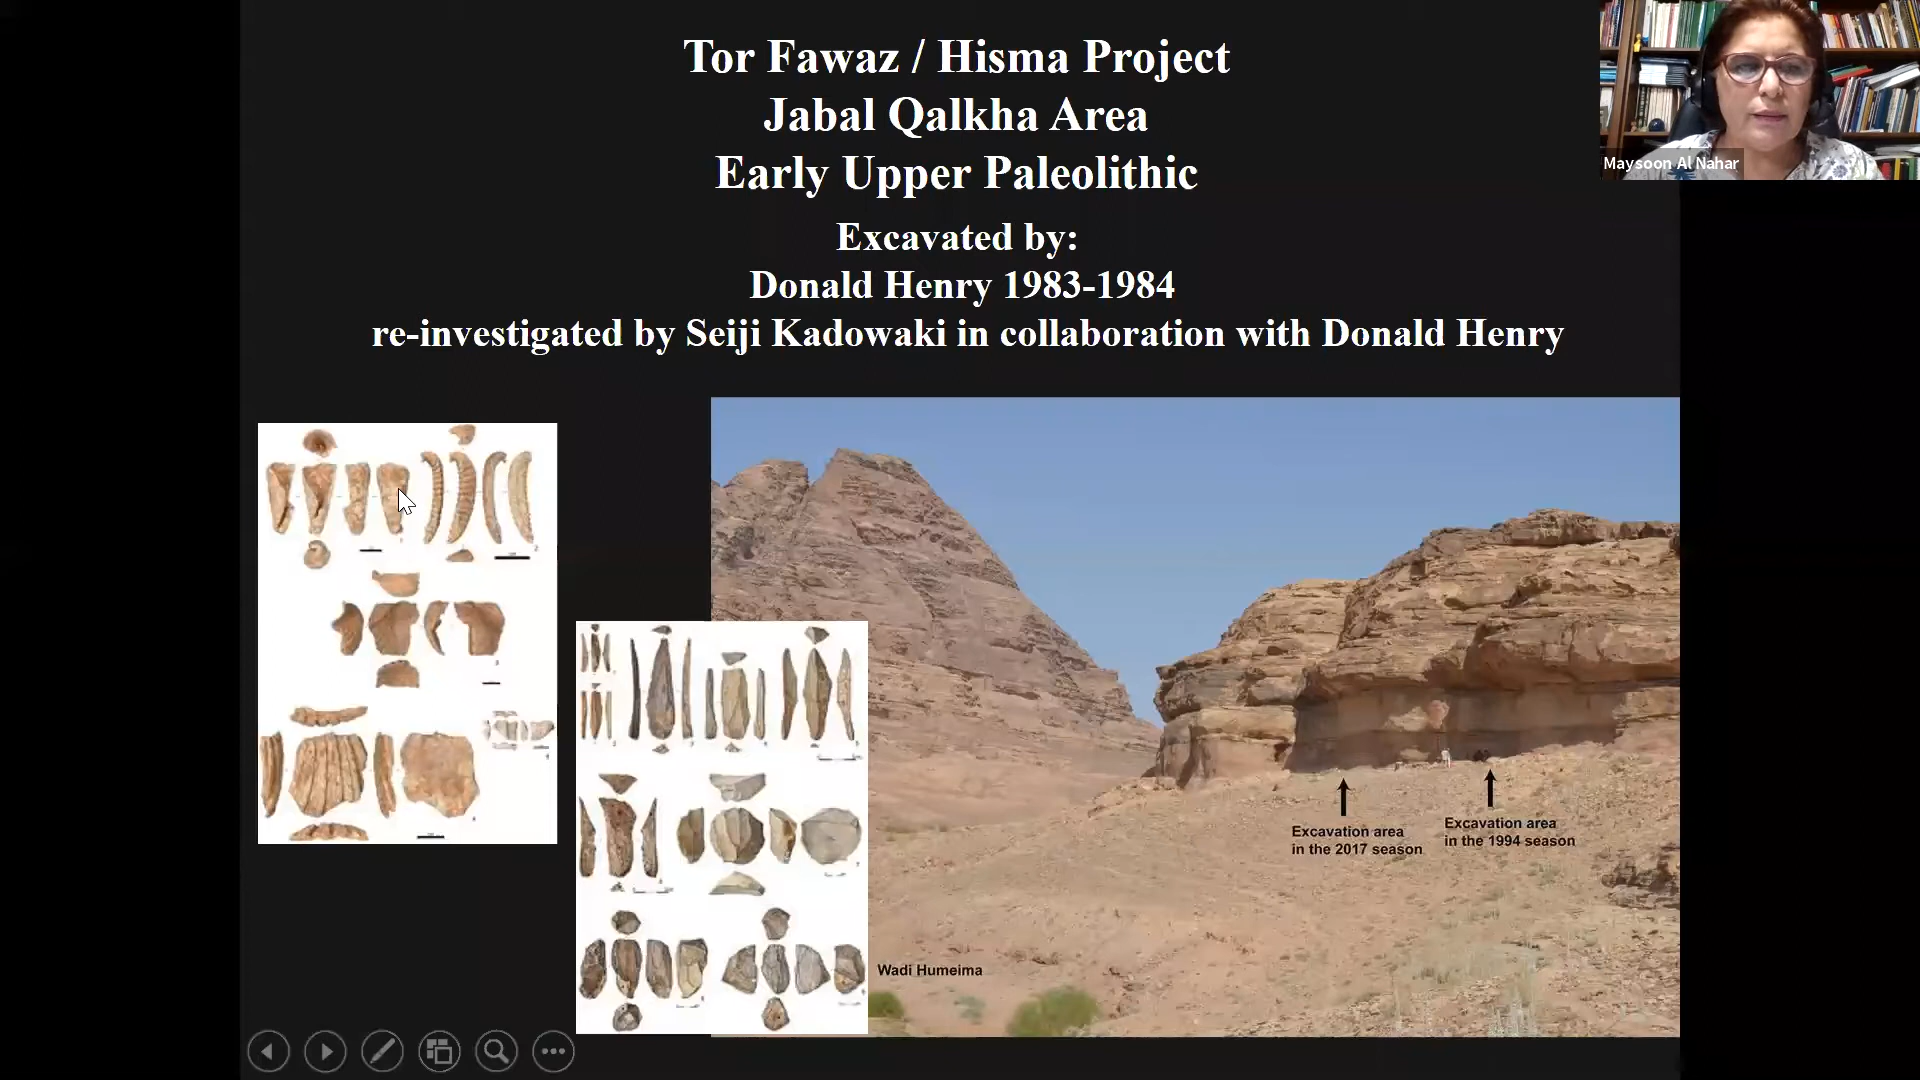 Tor Fawaz / Hisma Project
Jabal Qalkha Area
Early Upper Paleolithic
Excavated by:
Donald Henry 1983-1984
re-investigated by Seiji Kadowaki in collaboration with Donald Henry
Maysoon Al Nahar
Excavation area
in the 2017 season
Excavation area
in the 1994 season
Wadi Humeima